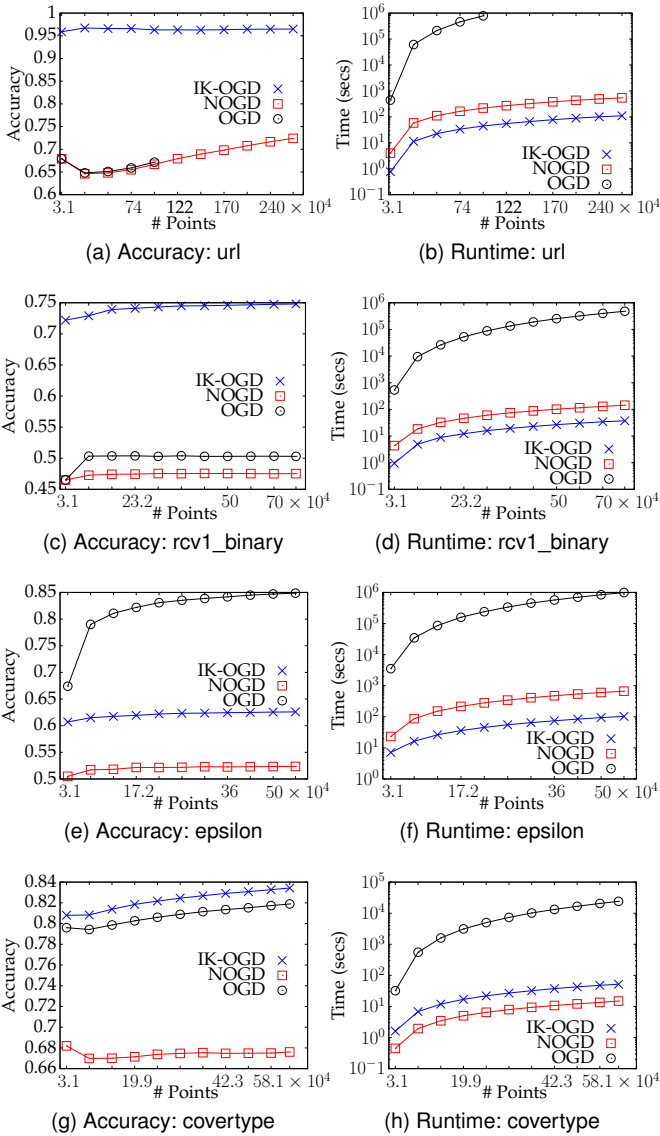 1
0.95
0.9
0.85
0.8
0.75
0.7
0.65
0.6
Accuracy
IK-OGD
NOGD
OGD
3.1 74 122 170 240 × 10⁴
# Points
(a) Accuracy: url
10⁶
10⁵
10⁴
10³
10²
10¹
10⁰
10⁻¹
Time (secs)
IK-OGD
NOGD
OGD
3.1 74 122 170 240 × 10⁴
# Points
(b) Runtime: url
0.75
0.7
0.65
0.6
0.55
0.5
0.45
Accuracy
IK-OGD
NOGD
OGD
3.1 23.2 50 70 × 10⁴
# Points
(c) Accuracy: rcv1_binary
10⁶
10⁵
10⁴
10³
10²
10¹
10⁰
10⁻¹
Time (secs)
IK-OGD
NOGD
OGD
3.1 23.2 50 70 × 10⁴
# Points
(d) Runtime: rcv1_binary
0.85
0.8
0.75
0.7
0.65
0.6
0.55
0.5
Accuracy
IK-OGD
NOGD
OGD
3.1 17.2 36 50 × 10⁴
# Points
(e) Accuracy: epsilon
10⁶
10⁵
10⁴
10³
10²
10¹
10⁰
Time (secs)
IK-OGD
NOGD
OGD
3.1 17.2 36 50 × 10⁴
# Points
(f) Runtime: epsilon
0.84
0.82
0.8
0.78
0.76
0.74
0.72
0.7
0.68
0.66
Accuracy
IK-OGD
NOGD
OGD
3.1 19.9 42.3 58.1 × 10⁴
# Points
(g) Accuracy: covertype
10⁵
10⁴
10³
10²
10¹
10⁰
10⁻¹
Time (secs)
IK-OGD
NOGD
OGD
3.1 19.9 42.3 58.1 × 10⁴
# Points
(h) Runtime: covertype